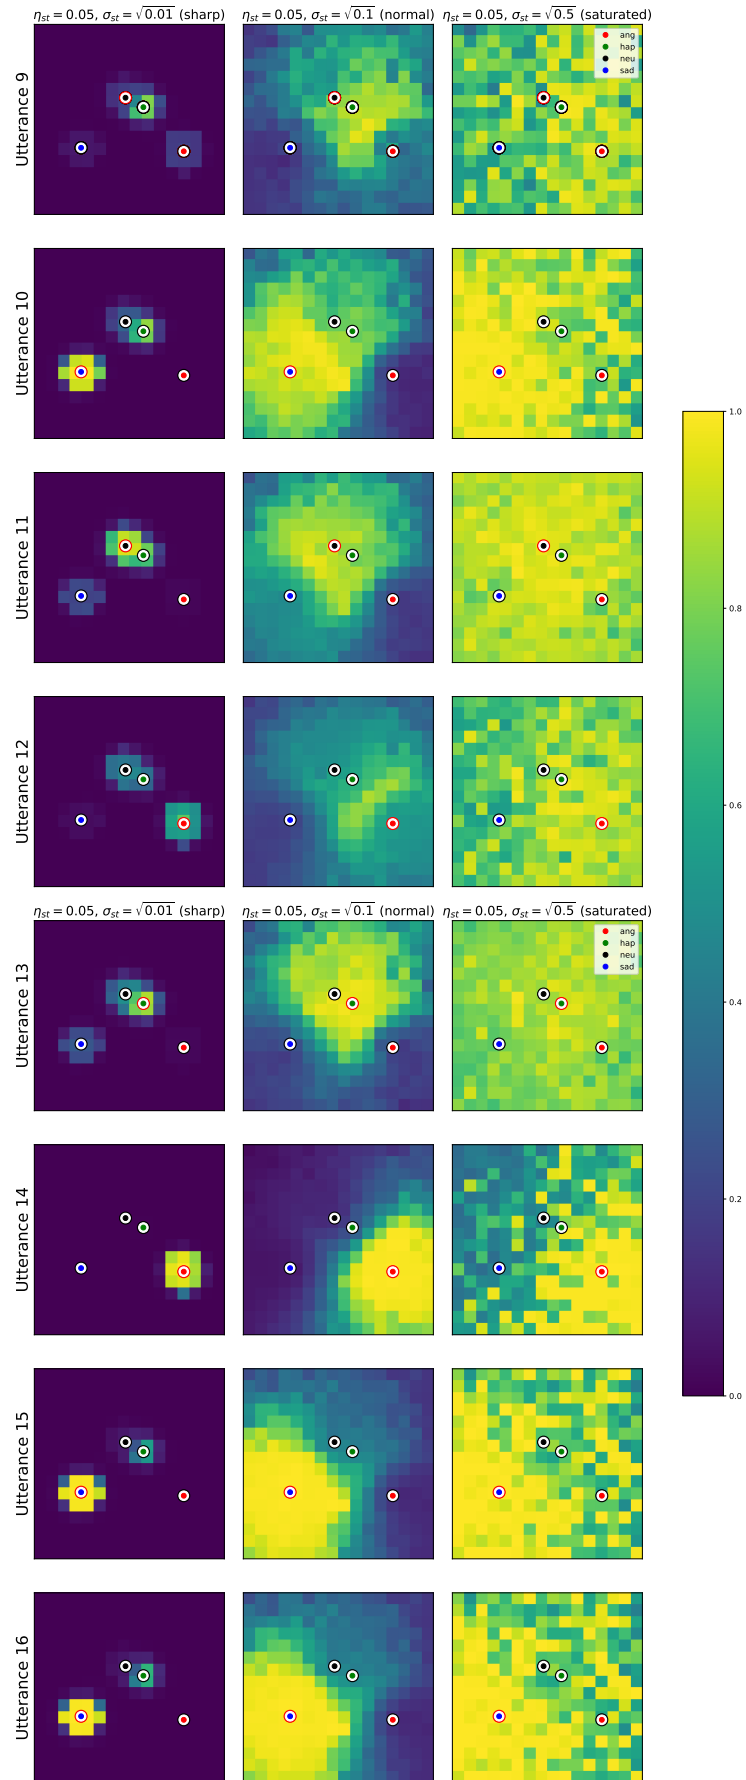 η_st = 0.05, σ_st = √0.01 (sharp)
η_st = 0.05, σ_st = √0.1 (normal)
η_st = 0.05, σ_st = √0.5 (saturated)
ang
hap
neu
sad
Utterance 9
Utterance 10
1.0
Utterance 11
0.8
Utterance 12
0.6
η_st = 0.05, σ_st = √0.01 (sharp)
η_st = 0.05, σ_st = √0.1 (normal)
η_st = 0.05, σ_st = √0.5 (saturated)
ang
hap
neu
sad
Utterance 13
0.4
Utterance 14
0.2
0.0
Utterance 15
Utterance 16